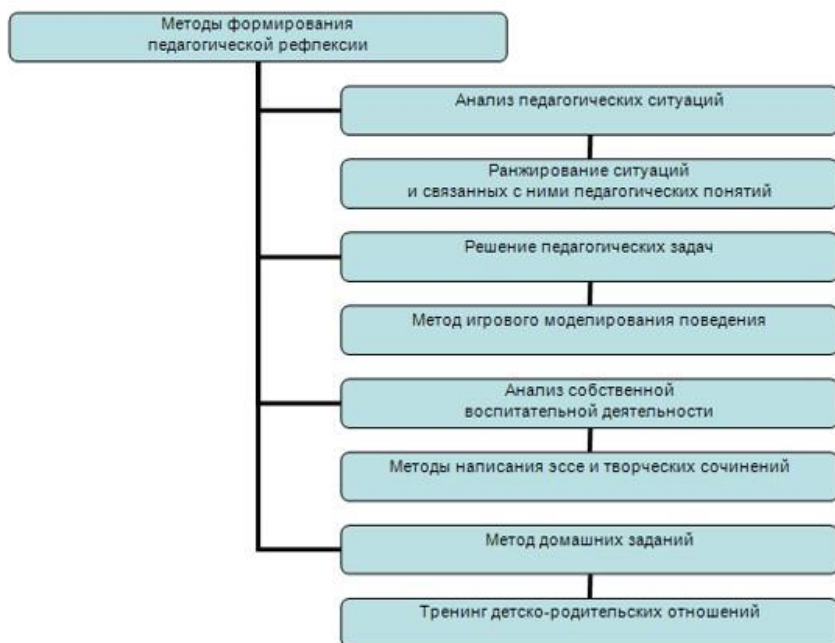 Методы формирования
педагогической рефлексии
Анализ педагогических ситуаций
Ранжирование ситуаций
и связанных с ними педагогических понятий
Решение педагогических задач
Метод игрового моделирования поведения
Анализ собственной
воспитательной деятельности
Методы написания эссе и творческих сочинений
Метод домашних заданий
Тренинг детско-родительских отношений